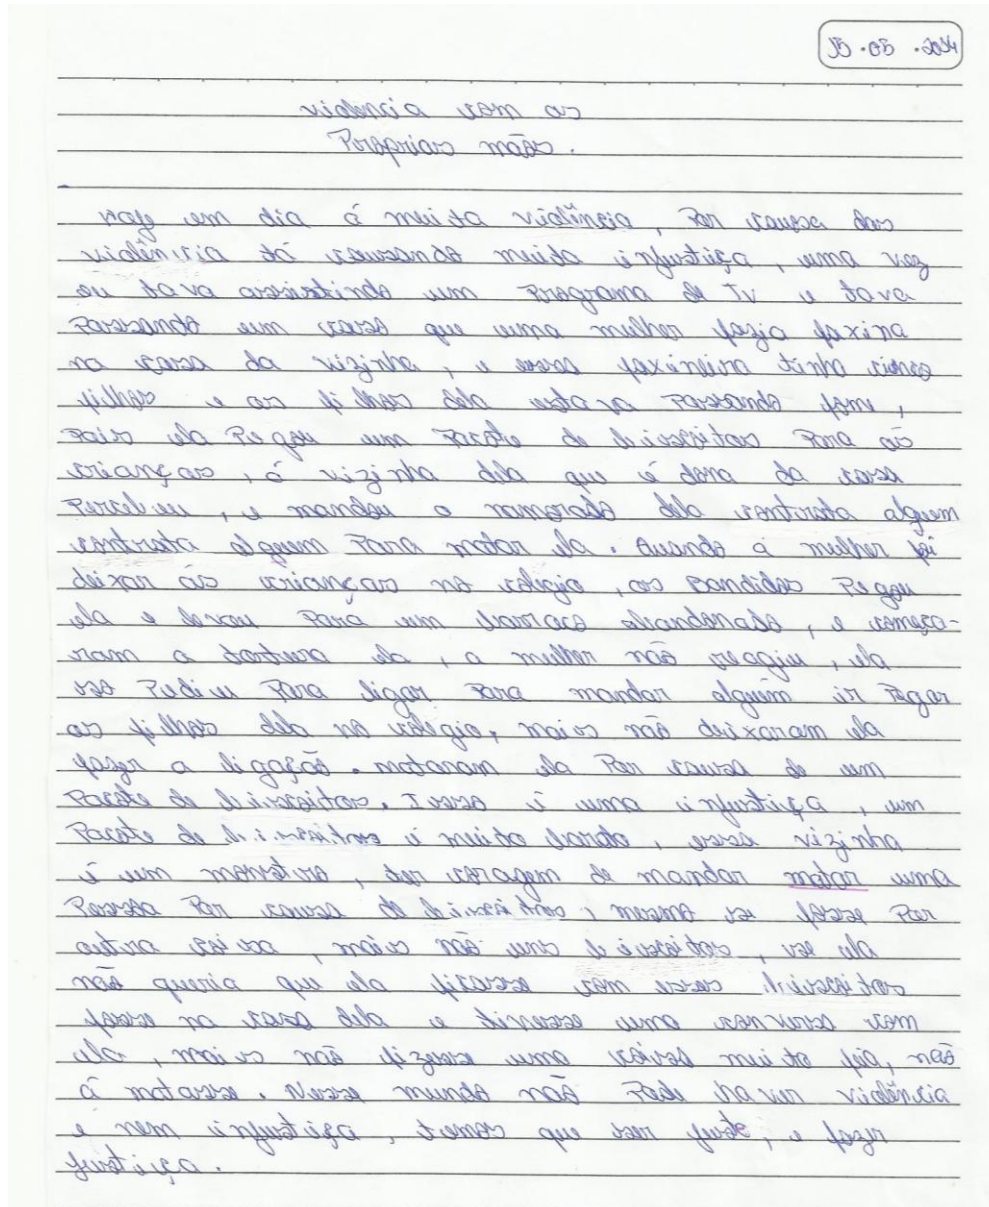 15.05.2014
violencia com as
Proprias mãos.
hoje em dia á muita violência, Por causa das
violência tá causando muita injustiça, uma vez
eu tava assistindo um Programa de TV e tava
Passando um caso que uma mulher fazia faxina
na casa da vizinha, e essa faxineira tinha cinco
filhos e os filhos dela estava Passando fome,
Pois ela Pegou um Pacote de biiscoitos Para ás
crianças, á vizinha dela que é dona da casa
Percebeu, e mandou o namorado dela contrata alguem
contrata alguem Para matar ela. Quando a mulher foi
deixar ás crianças no colegio, os Bandidos Pegou
ela e levou Para um barraco abandonado, e começa-
ram a tortura ela, a mulher não reagiu, ela
só Pediu Para ligar Para mandar alguém ir Pegar
os filhos dela no colegio, mais não deixaram ela
fazer a ligação. mataram ela Por causa de um
Pacote de biscoitos. Isso é uma injustiça, um
Pacote de biscoitos é muito barato, essa vizinha
é um monstro, ter coragem de mandar matar uma
Pessoa Por causa de biscoitos, mesmo se fosse Por
outra coisa, mais não uns biscoitos, se ela
não queria que ela ficasse com esses biscoitos
fosse na casa dela e tivesse uma conversa com
ela, mais não fizesse uma coisa muito feia, não
á matasse. Nesse mundo não Pode haver violência
e nem injustiça, temos que ser justo, e fazer
justiça.